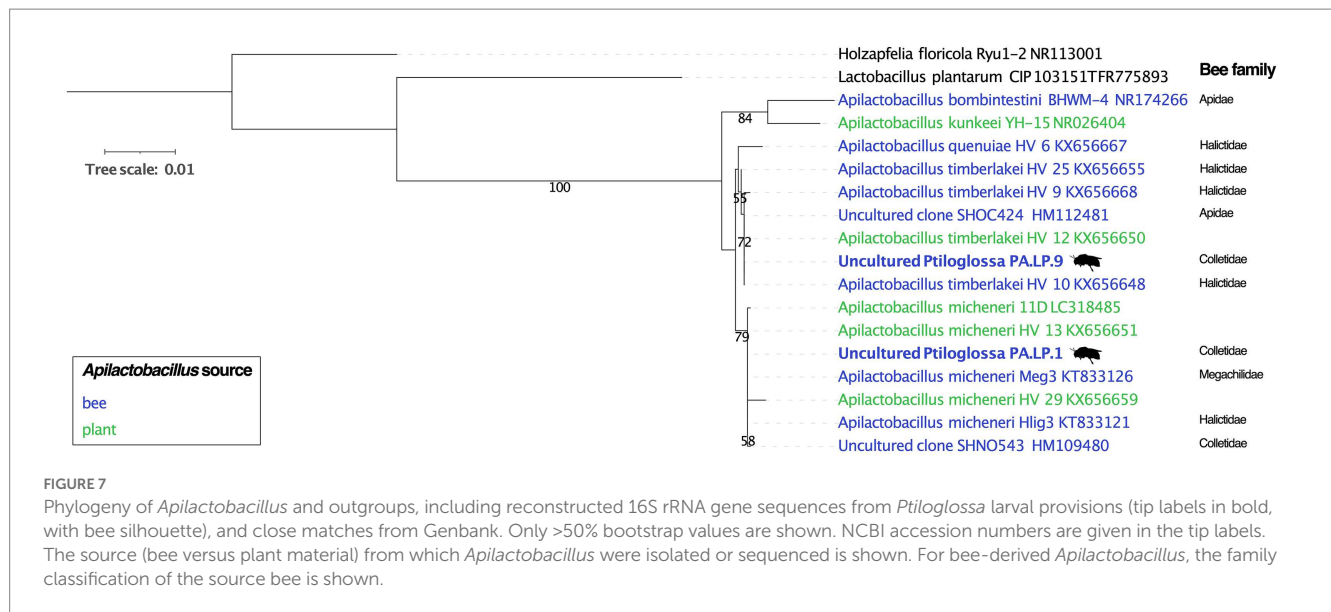 Holzapfelia floricola Ryu1-2 NR113001
Bee family
Lactobacillus plantarum CIP 103151TFR775893
Apilactobacillus bombintestini BHWM-4 NR174266 Apidae
84
Apilactobacillus kunkeei YH-15 NR026404
Apilactobacillus quenuiae HV 6 KX656667 Halictidae
Tree scale: 0.01
Apilactobacillus timberlakei HV 25 KX656655 Halictidae
100
Apilactobacillus timberlakei HV 9 KX656668 Halictidae
55
Uncultured clone SHOC424 HM112481 Apidae
72
Apilactobacillus timberlakei HV 12 KX656650
Uncultured Ptiloglossa PA.LP.9 Colletidae
Apilactobacillus timberlakei HV 10 KX656648 Halictidae
Apilactobacillus micheneri 11D LC318485
79
Apilactobacillus micheneri HV 13 KX656651
Uncultured Ptiloglossa PA.LP.1 Colletidae
Apilactobacillus micheneri Meg3 KT833126 Megachilidae
Apilactobacillus micheneri HV 29 KX656659
Apilactobacillus micheneri Hlig3 KT833121 Halictidae
58
Uncultured clone SHNO543 HM109480 Colletidae
Apilactobacillus source
bee
plant
FIGURE 7
Phylogeny of Apilactobacillus and outgroups, including reconstructed 16S rRNA gene sequences from Ptiloglossa larval provisions (tip labels in bold,
with bee silhouette), and close matches from Genbank. Only >50% bootstrap values are shown. NCBI accession numbers are given in the tip labels.
The source (bee versus plant material) from which Apilactobacillus were isolated or sequenced is shown. For bee-derived Apilactobacillus, the family
classification of the source bee is shown.